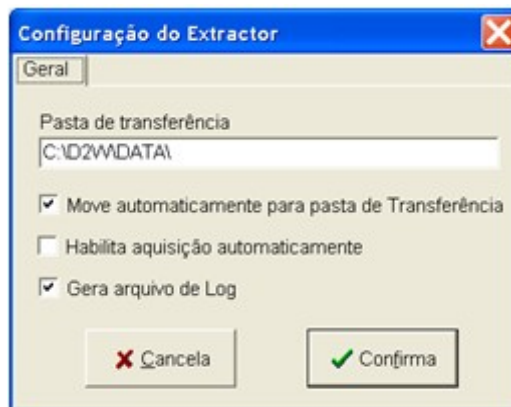 Configuração do Extractor
Geral
Pasta de transferência
C:\D2W\DATA\
Move automaticamente para pasta de Transferência
Habilita aquisição automaticamente
Gera arquivo de Log
Cancela
Confirma